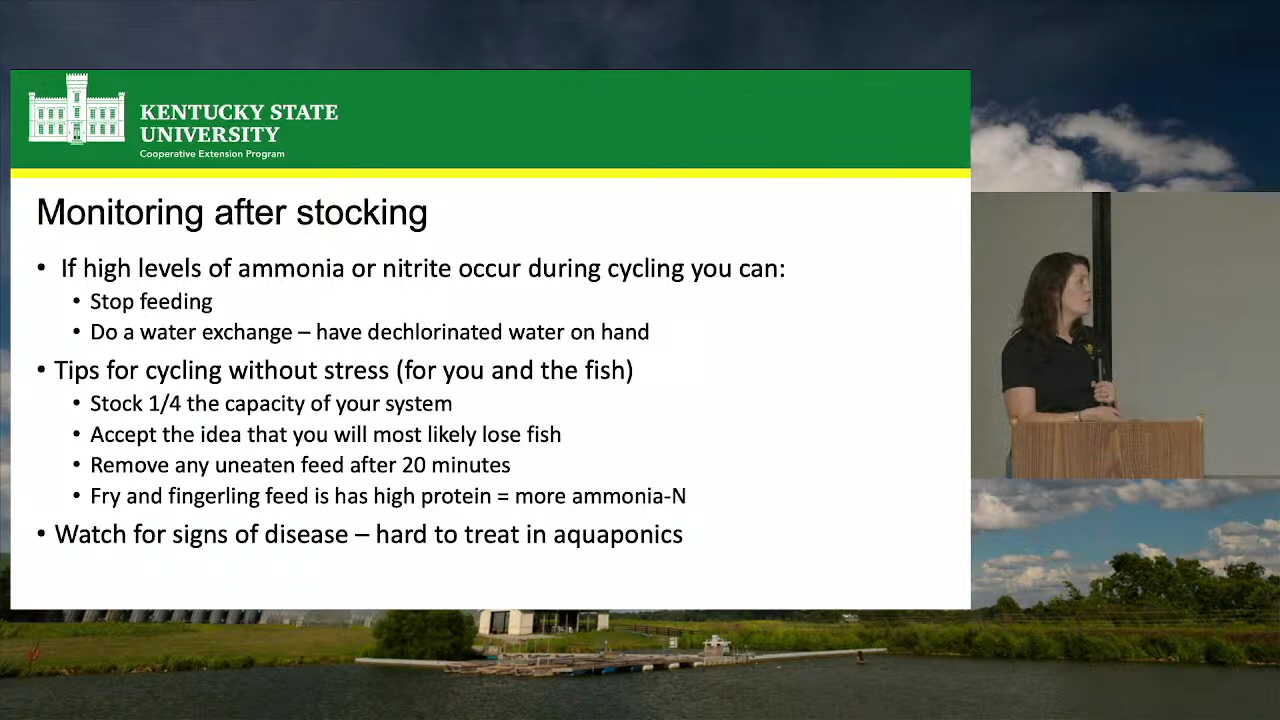 KENTUCKY STATE
UNIVERSITY
Cooperative Extension Program
Monitoring after stocking
• If high levels of ammonia or nitrite occur during cycling you can:
• Stop feeding
• Do a water exchange – have dechlorinated water on hand
• Tips for cycling without stress (for you and the fish)
• Stock 1/4 the capacity of your system
• Accept the idea that you will most likely lose fish
• Remove any uneaten feed after 20 minutes
• Fry and fingerling feed is has high protein = more ammonia-N
• Watch for signs of disease – hard to treat in aquaponics